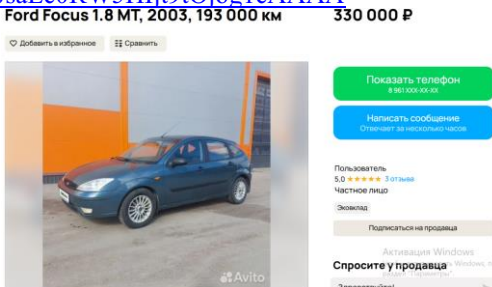 Ford Focus 1.8 MT, 2003, 193 000 км
330 000 ₽
Добавить в избранное
Сравнить
Показать телефон
8 961 XXX-XX-XX
Написать сообщение
Отвечает за несколько часов
Пользователь
5,0 ★★★★★ 3 отзыва
Частное лицо
Эковклад
Подписаться на продавца
Активация Windows
Спросите у продавца
Avito